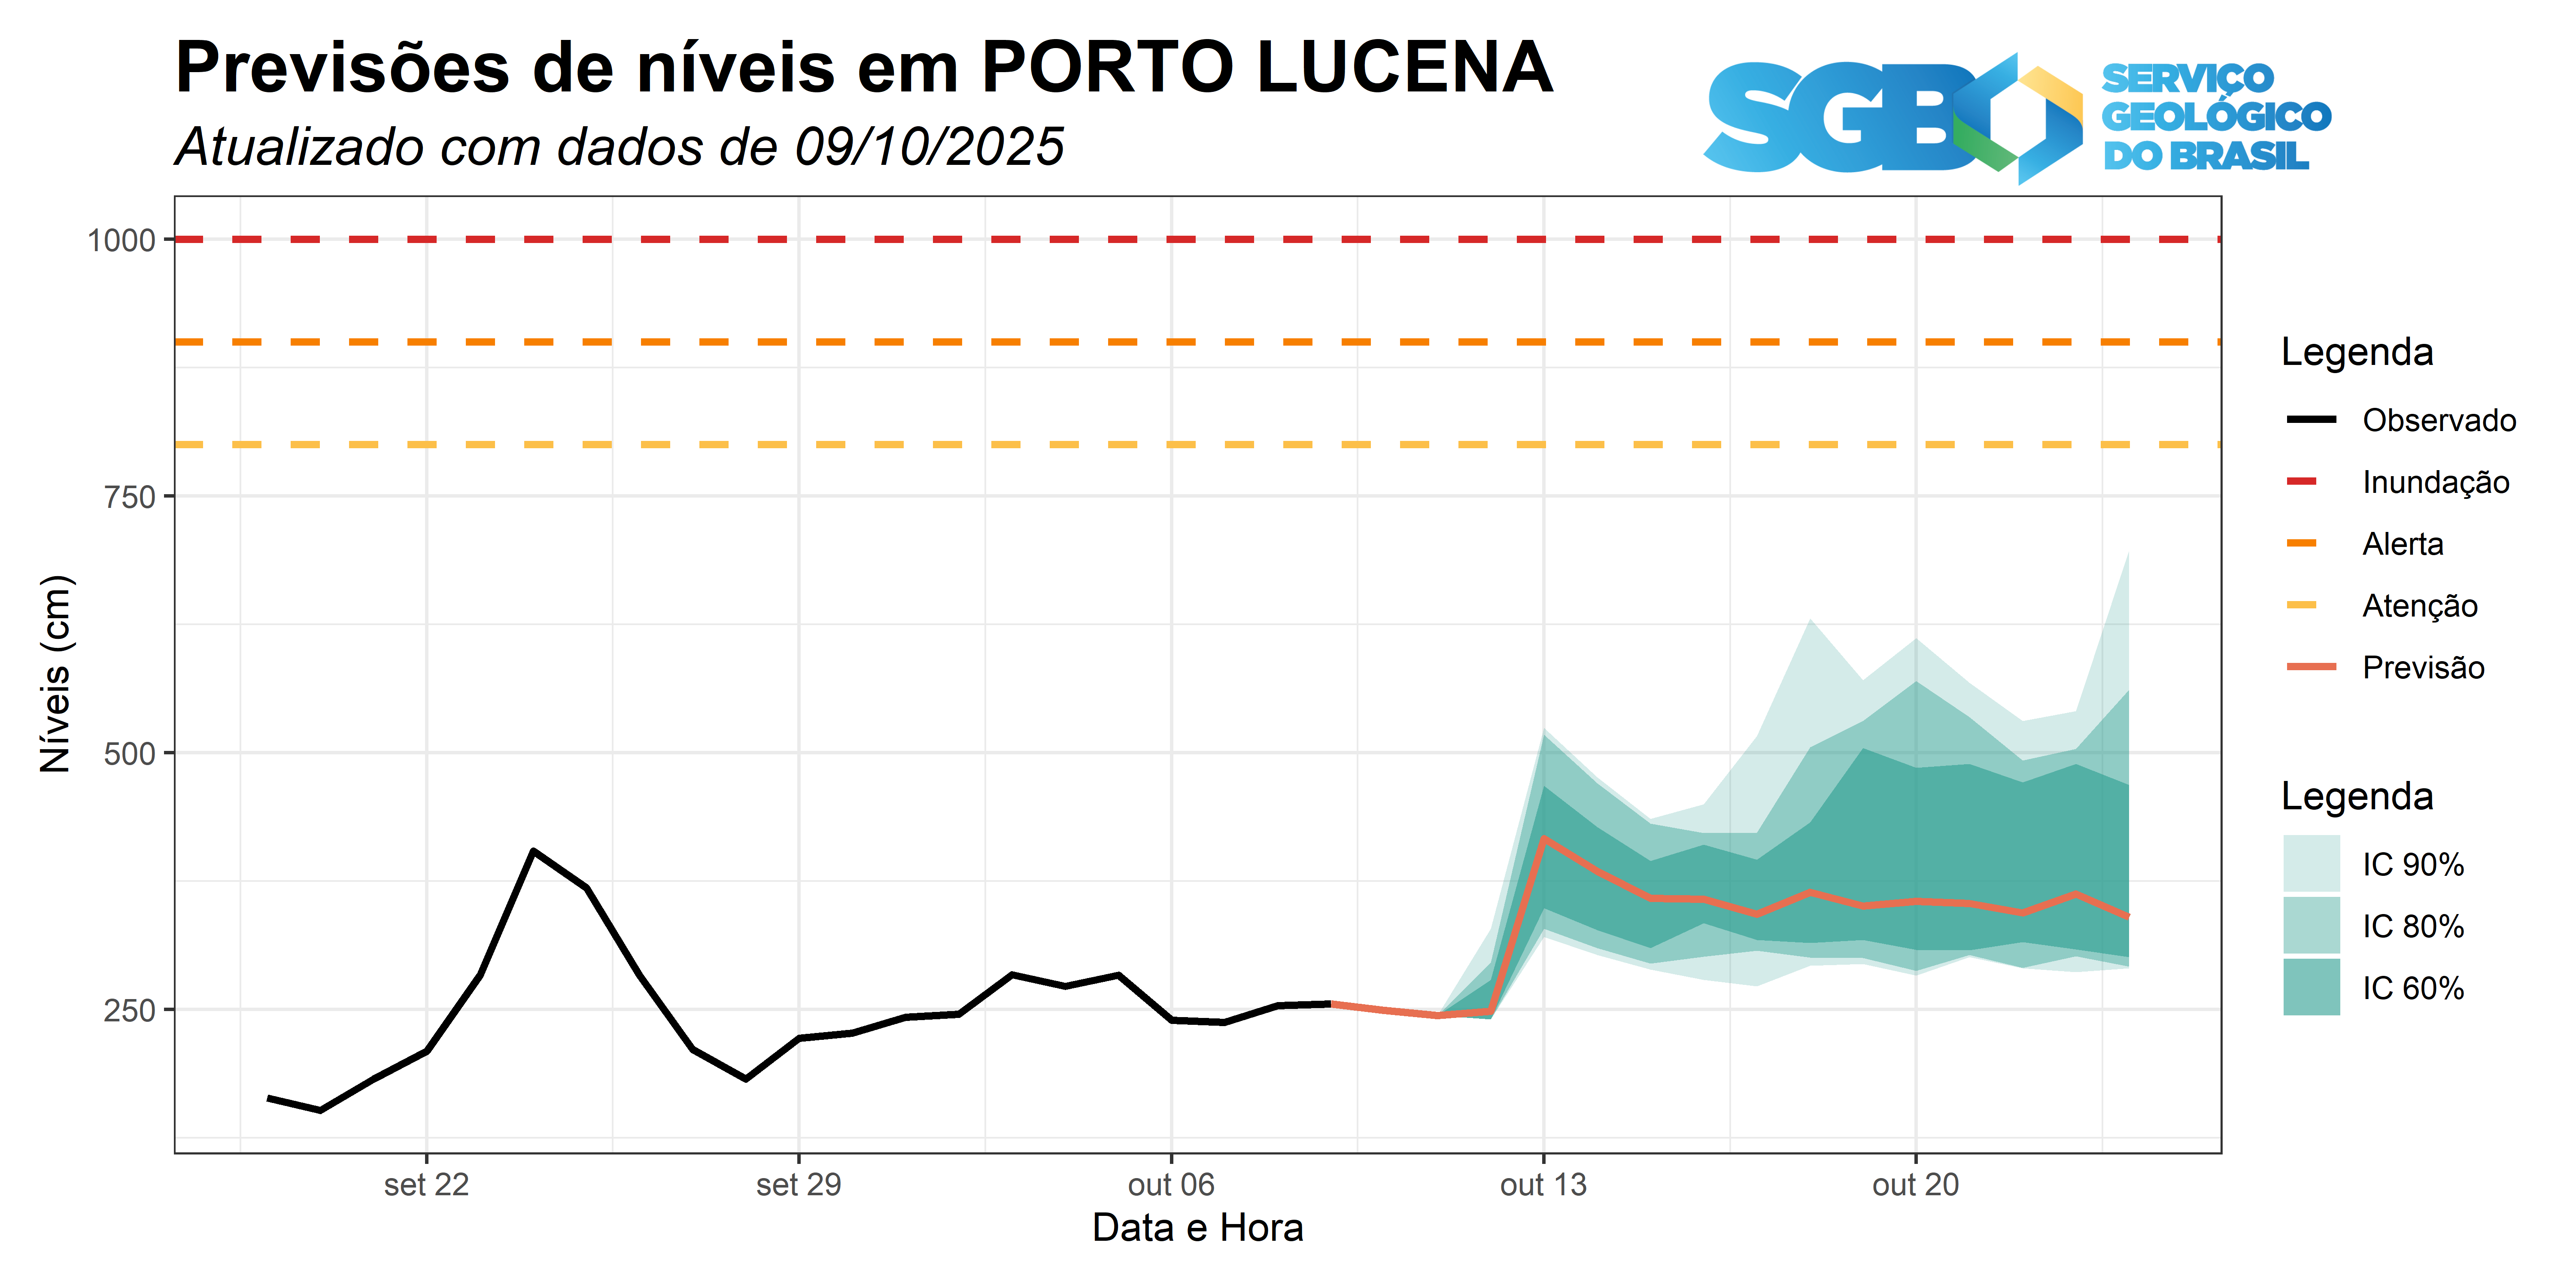 Previsões de níveis em PORTO LUCENA
Atualizado com dados de 09/10/2025
SGB
SERVIÇO
GEOLÓGICO
DO BRASIL
Níveis (cm)
1000
750
500
250
set 22
set 29
out 06
out 13
out 20
Data e Hora
Legenda
Observado
Inundação
Alerta
Atenção
Previsão
Legenda
IC 90%
IC 80%
IC 60%